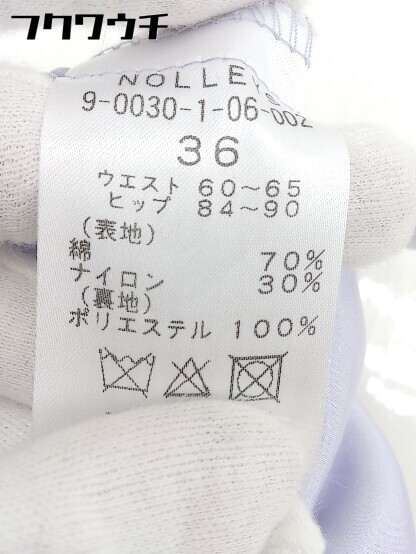 フクワウチ
NOLLEY'S
9-0030-1-06-002
36
ウエスト 60～65
ヒップ 84～90
(表地)
綿 70%
ナイロン 30%
(裏地)
ポリエステル 100%